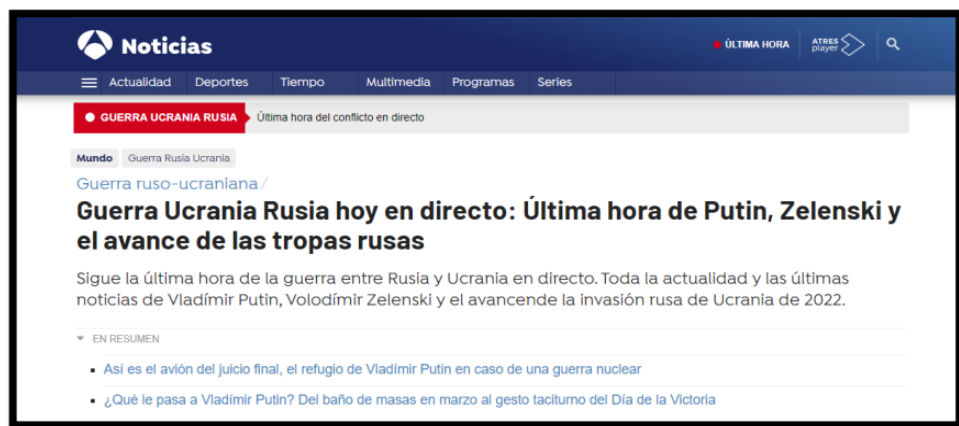 Noticias
ÚLTIMA HORA
ATRES
player
Actualidad Deportes Tiempo Multimedia Programas Series
GUERRA UCRANIA RUSIA Última hora del conflicto en directo
Mundo Guerra Rusia Ucrania
Guerra ruso-ucraniana/
Guerra Ucrania Rusia hoy en directo: Última hora de Putin, Zelenski y
el avance de las tropas rusas
Sigue la última hora de la guerra entre Rusia y Ucrania en directo. Toda la actualidad y las últimas
noticias de Vladímir Putin, Volodímir Zelenski y el avancende la invasión rusa de Ucrania de 2022.
EN RESUMEN
Así es el avión del juicio final, el refugio de Vladímir Putin en caso de una guerra nuclear
¿Qué le pasa a Vladímir Putin? Del baño de masas en marzo al gesto taciturno del Día de la Victoria